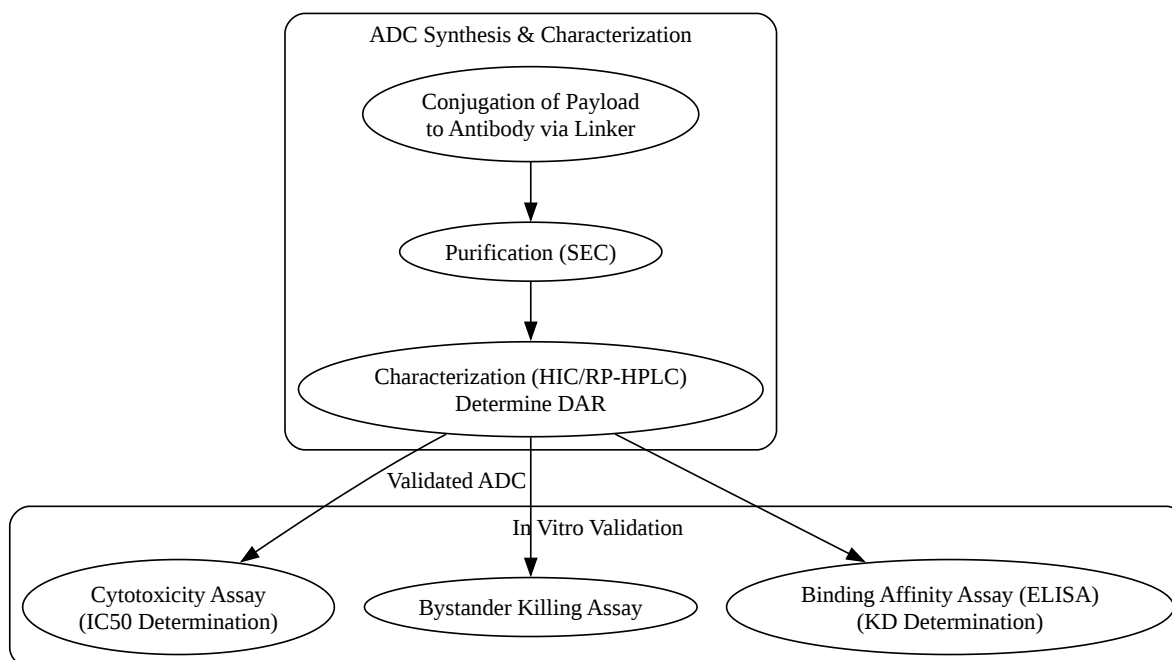 ADC Synthesis & Characterization
Conjugation of Payload
to Antibody via Linker
Purification (SEC)
Characterization (HIC/RP-HPLC)
Determine DAR
Validated ADC
In Vitro Validation
Cytotoxicity Assay
(IC50 Determination)
Bystander Killing Assay
Binding Affinity Assay (ELISA)
(KD Determination)